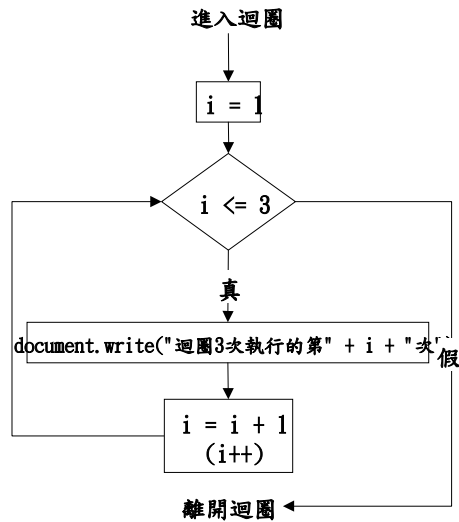 進入迴圈
i = 1
i <= 3
真
document.write("迴圈3次執行的第" + i + "次"
假
i = i + 1
(i++)
離開迴圈